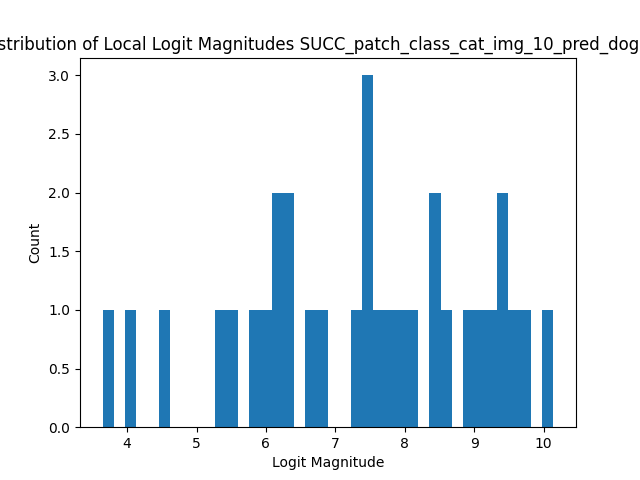 stribution of Local Logit Magnitudes SUCC_patch_class_cat_img_10_pred_dog
3.0
2.5
2.0
1.5
1.0
0.5
0.0
Count
4 5 6 7 8 9 10
Logit Magnitude